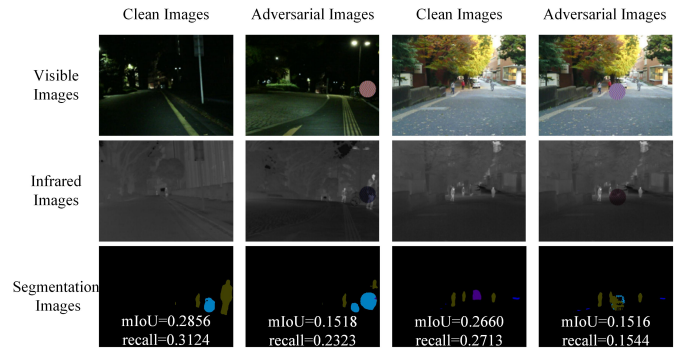 Clean Images Adversarial Images Clean Images Adversarial Images
Visible
Images
Infrared
Images
Segmentation
Images
mIoU=0.2856 mIoU=0.1518 mIoU=0.2660 mIoU=0.1516
recall=0.3124 recall=0.2323 recall=0.2713 recall=0.1544